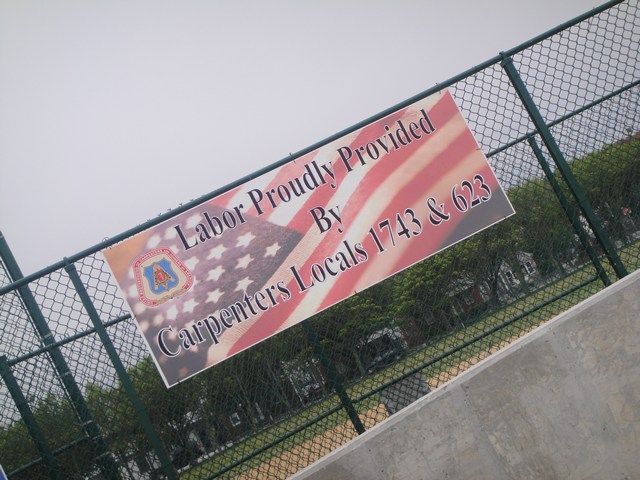 Labor Proudly Provided
By
Carpenters Locals 1743 & 623